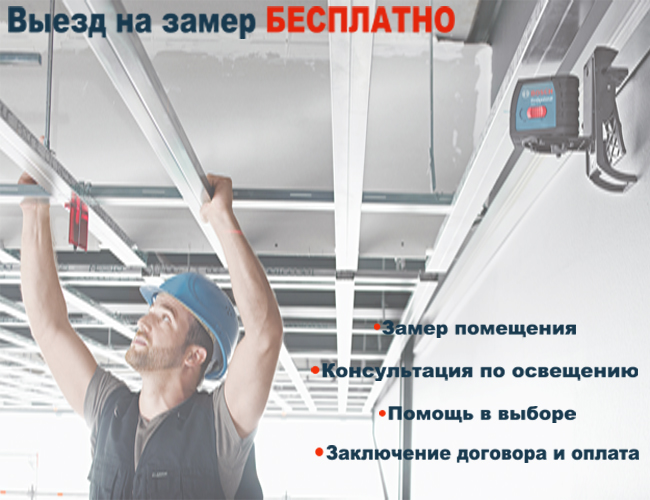 Выезд на замер БЕСПЛАТНО
Замер помещения
Консультация по освещению
Помощь в выборе
Заключение договора и оплата